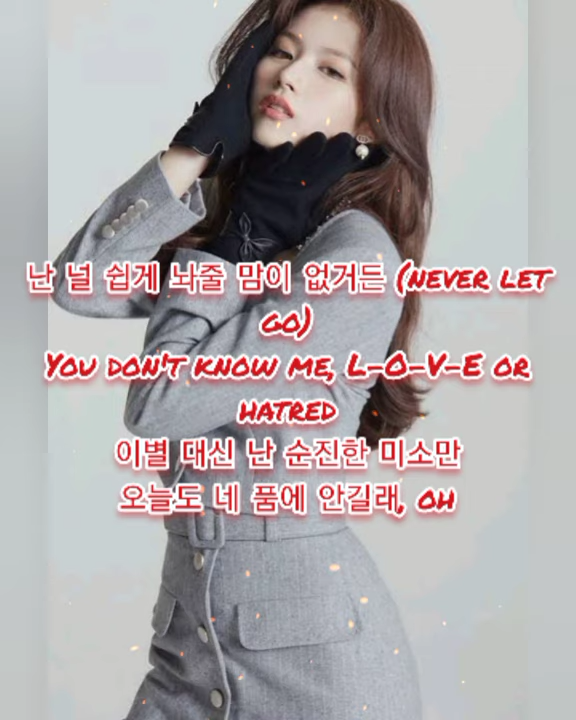 난 널 쉽게 놔줄 맘이 없거든 (NEVER LET
GO)
YOU DON'T KNOW ME, L-O-V-E OR
HATRED
이별 대신 난 순진한 미소만
오늘도 네 품에 안길래, OH